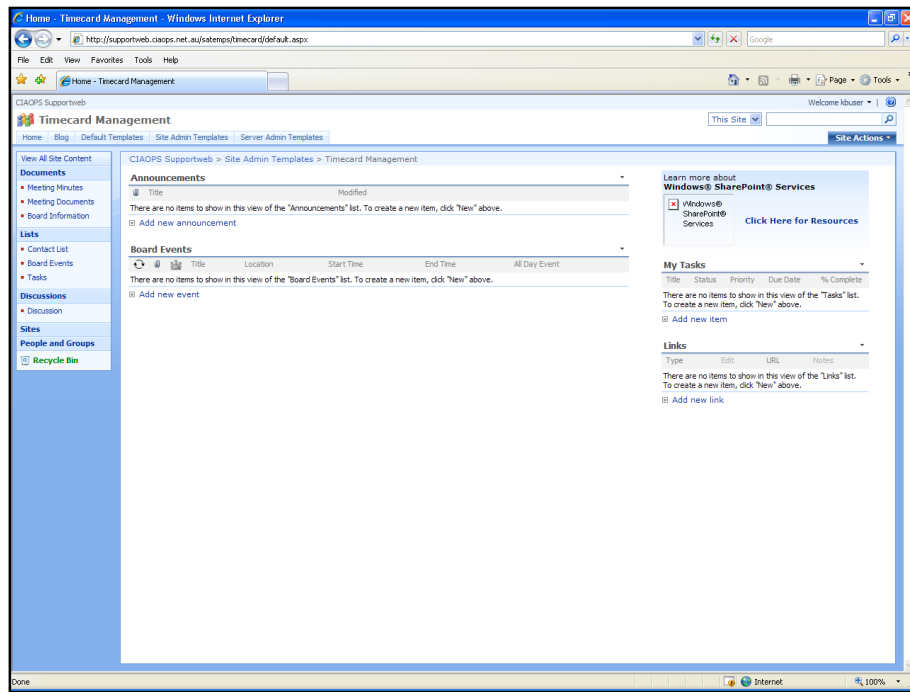 Home - Timecard Management - Windows Internet Explorer
http://supportweb.ciaops.net.au/satemps/timecard/default.aspx
Google
File Edit View Favorites Tools Help
Home - Timecard Management
Page Tools
CIAOPS Supportweb
Welcome kbuser
Timecard Management
This Site
Home Blog Default Templates Site Admin Templates Server Admin Templates
Site Actions
View All Site Content
Documents
Meeting Minutes
Meeting Documents
Board Information
Lists
Contact List
Board Events
Tasks
Discussions
Discussion
Sites
People and Groups
Recycle Bin
CIAOPS Supportweb > Site Admin Templates > Timecard Management
Announcements
Title Modified
There are no items to show in this view of the "Announcements" list. To create a new item, click "New" above.
Add new announcement
Board Events
Title Location Start Time End Time All Day Event
There are no items to show in this view of the "Board Events" list. To create a new item, click "New" above.
Add new event
Learn more about
Windows® SharePoint® Services
Windows®
SharePoint®
Services
Click Here for Resources
My Tasks
Title Status Priority Due Date % Complete
There are no items to show in this view of the "Tasks" list.
To create a new item, click "New" above.
Add new item
Links
Type Edit URL Notes
There are no items to show in this view of the "Links" list.
To create a new item, click "New" above.
Add new link
Done
Internet
100%